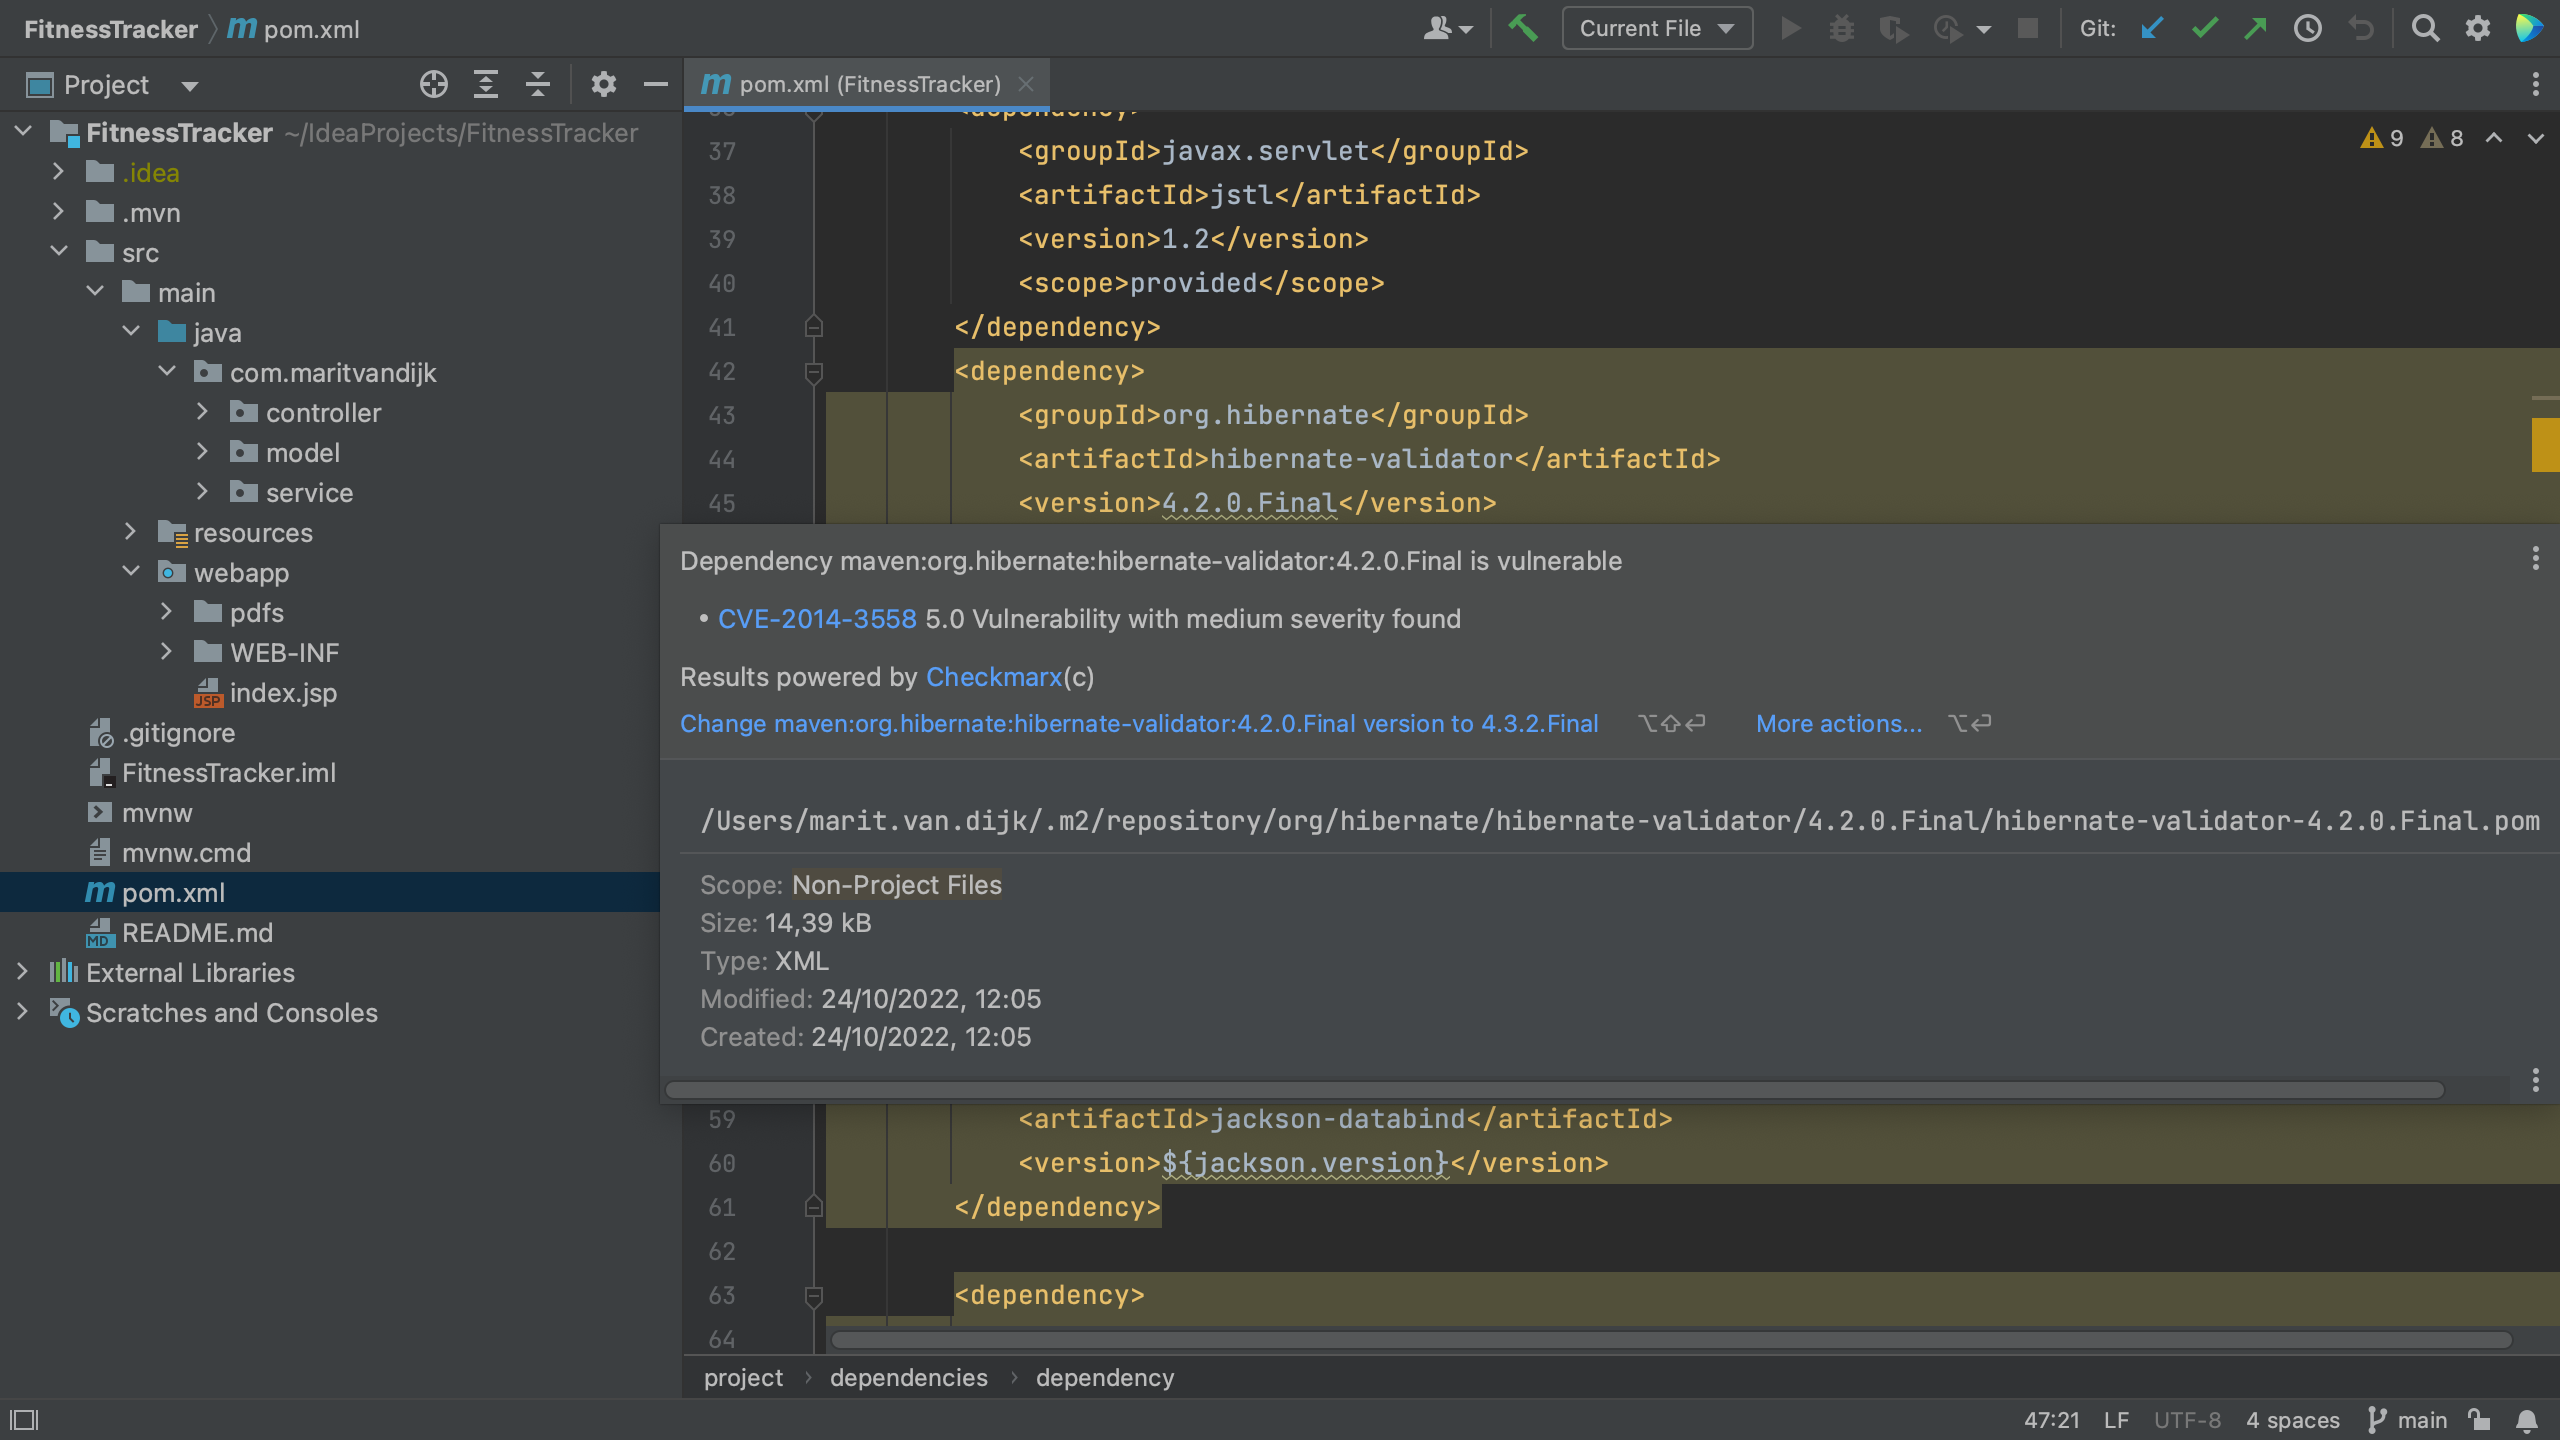 FitnessTracker pom.xml
Current File
Git:
Project
pom.xml (FitnessTracker)
FitnessTracker ~/IdeaProjects/FitnessTracker
.idea
.mvn
src
main
java
com.maritvandijk
controller
model
service
resources
webapp
pdfs
WEB-INF
JSP index.jsp
.gitignore
FitnessTracker.iml
mvnw
mvnw.cmd
m pom.xml
MD README.md
External Libraries
Scratches and Consoles
9 8
<dependency>
37 <groupId>javax.servlet</groupId>
38 <artifactId>jstl</artifactId>
39 <version>1.2</version>
40 <scope>provided</scope>
41 </dependency>
42 <dependency>
43 <groupId>org.hibernate</groupId>
44 <artifactId>hibernate-validator</artifactId>
45 <version>4.2.0.Final</version>
Dependency maven:org.hibernate:hibernate-validator:4.2.0.Final is vulnerable
• CVE-2014-3558 5.0 Vulnerability with medium severity found
Results powered by Checkmarx(c)
Change maven:org.hibernate:hibernate-validator:4.2.0.Final version to 4.3.2.Final ⌥⇧⏎ More actions... ⌥⏎
/Users/marit.van.dijk/.m2/repository/org/hibernate/hibernate-validator/4.2.0.Final/hibernate-validator-4.2.0.Final.pom
Scope: Non-Project Files
Size: 14,39 kB
Type: XML
Modified: 24/10/2022, 12:05
Created: 24/10/2022, 12:05
59 <artifactId>jackson-databind</artifactId>
60 <version>${jackson.version}</version>
61 </dependency>
62
63 <dependency>
64
project › dependencies › dependency
47:21 LF UTF-8 4 spaces main